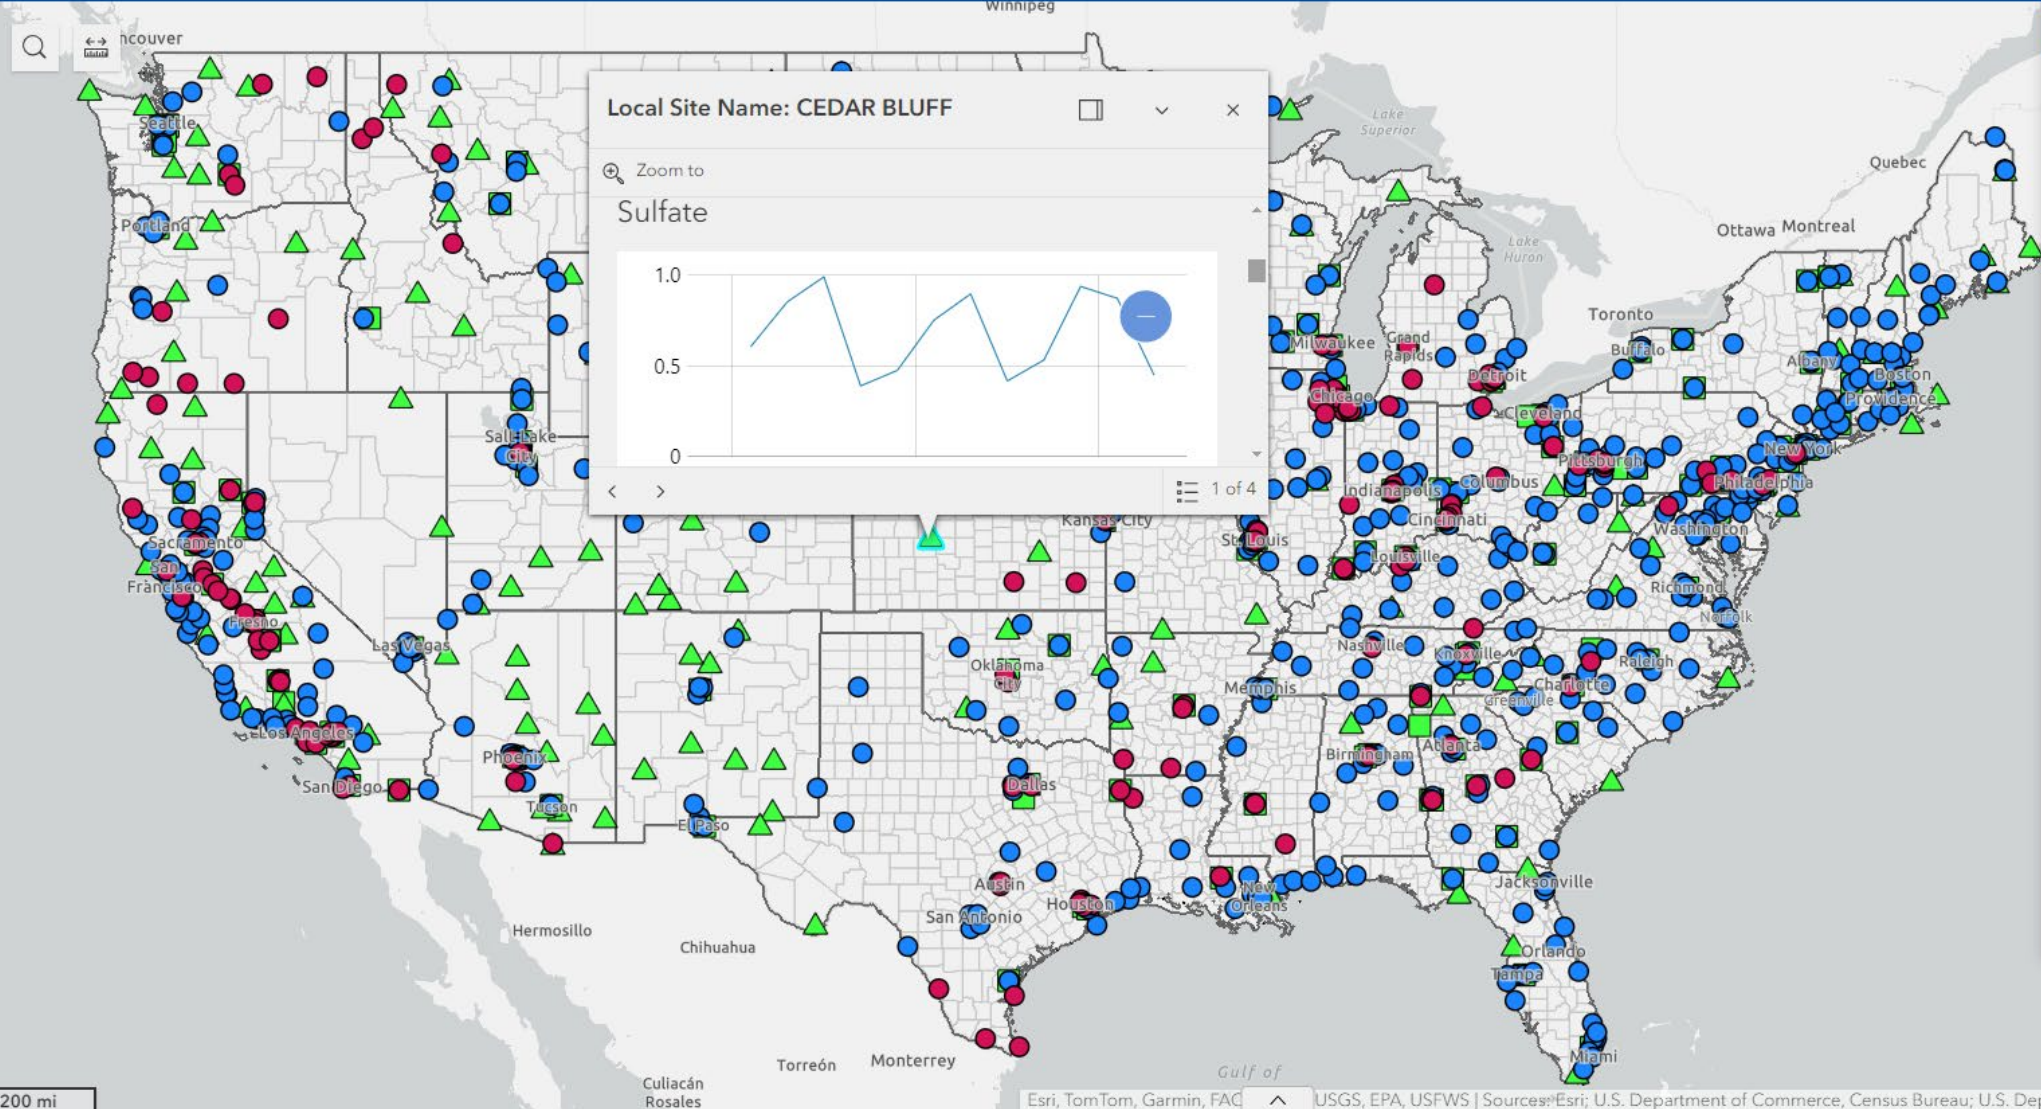 Winnipeg
ncouver
Local Site Name: CEDAR BLUFF
Zoom to
Sulfate
1.0
0.5
0
1 of 4
Lake
Superior
Quebec
Ottawa
Montreal
Lake
Huron
Toronto
Seattle
Portland
Milwaukee
Grand
Rapids
Buffalo
Albany
Detroit
Boston
Chicago
Providence
Cleveland
Salt Lake
City
New York
Pittsburgh
Philadelphia
Indianapolis
Columbus
Kansas City
Cincinnati
Washington
Sacramento
St. Louis
Louisville
San
Francisco
Richmond
Fresno
Norfolk
Las Vegas
Nashville
Knoxville
Raleigh
Oklahoma
City
Memphis
Charlotte
Greenville
Los Angeles
Phoenix
Birmingham
Atlanta
San Diego
Dallas
Tucson
El Paso
Austin
Jacksonville
Houston
New
Orleans
San Antonio
Hermosillo
Chihuahua
Orlando
Tampa
Miami
Torreón
Monterrey
Gulf of
Culiacán
Rosales
200 mi
Esri, TomTom, Garmin, FAO
USGS, EPA, USFWS | Sources: Esri; U.S. Department of Commerce, Census Bureau; U.S. De